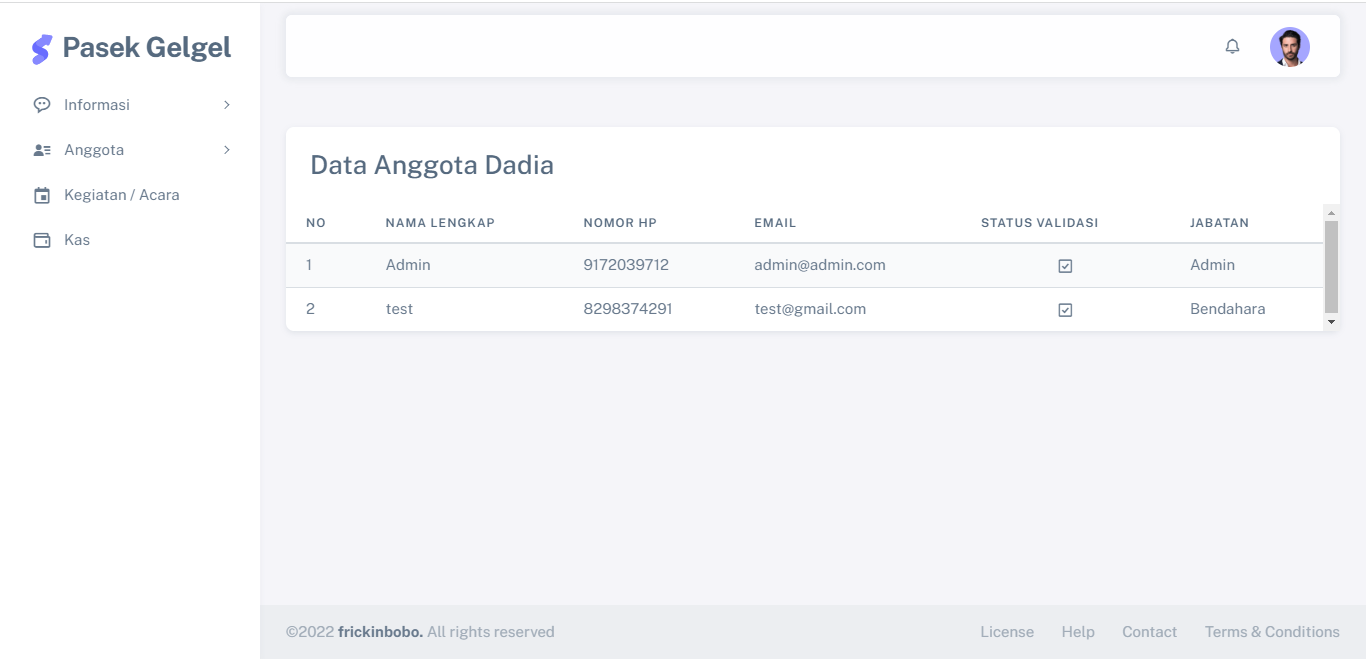 Pasek Gelgel
Informasi
Anggota
Kegiatan / Acara
Kas
Data Anggota Dadia
NO NAMA LENGKAP NOMOR HP EMAIL STATUS VALIDASI JABATAN
1 Admin 9172039712 admin@admin.com Admin
2 test 8298374291 test@gmail.com Bendahara
©2022 frickinbobo. All rights reserved License Help Contact Terms & Conditions